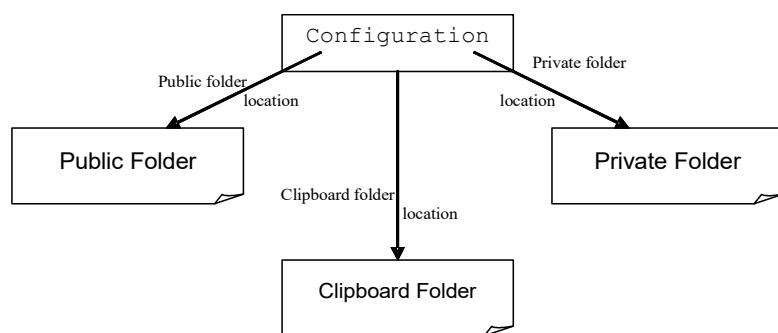 Configuration
Public folder
location
Private folder
location
Public Folder
Private Folder
Clipboard folder
location
Clipboard Folder